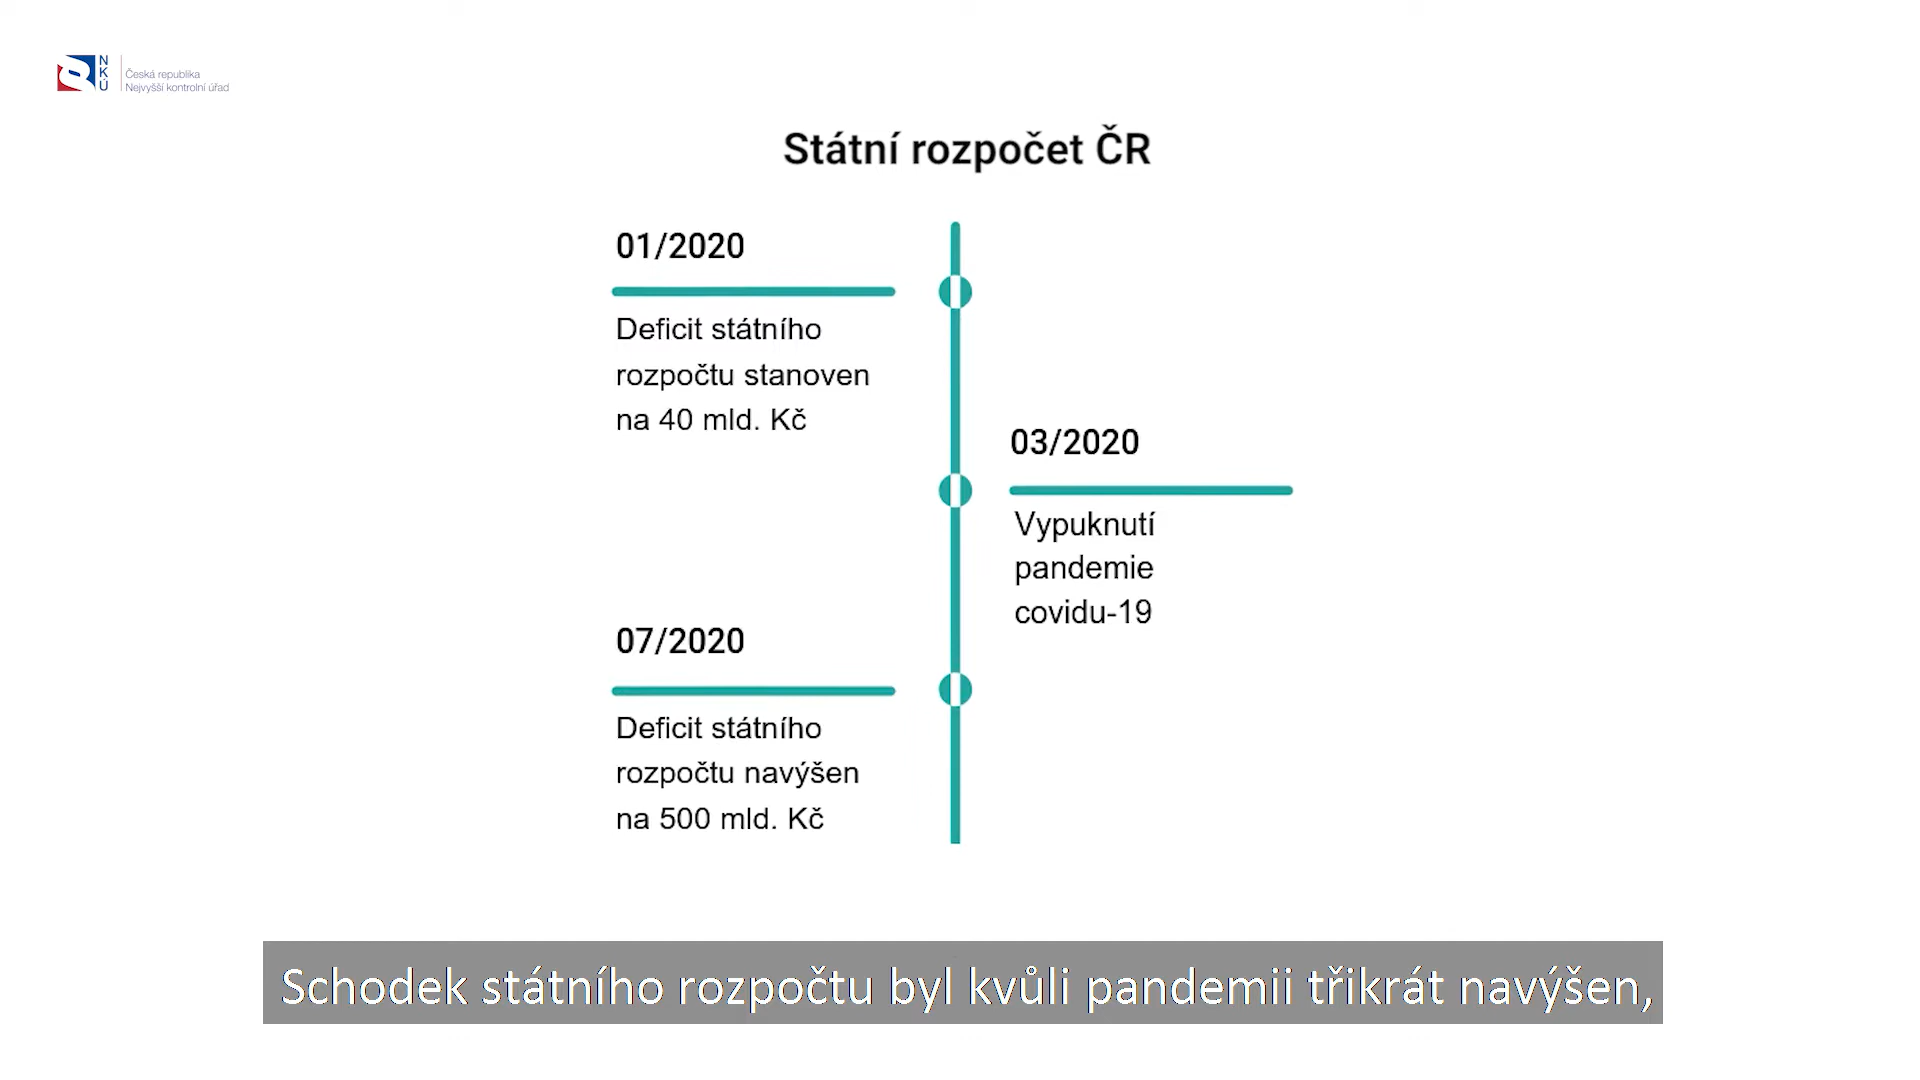 NKÚ
Česká republika
Nejvyšší kontrolní úřad
Státní rozpočet ČR
01/2020
Deficit státního
rozpočtu stanoven
na 40 mld. Kč
03/2020
Vypuknutí
pandemie
covidu-19
07/2020
Deficit státního
rozpočtu navýšen
na 500 mld. Kč
Schodek státního rozpočtu byl kvůli pandemii třikrát navýšen,